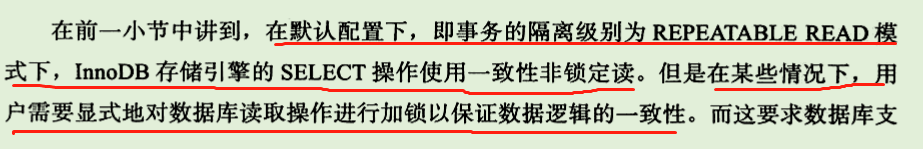 在前一小节中讲到，在默认配置下，即事务的隔离级别为 REPEATABLE READ 模
式下，InnoDB 存储引擎的 SELECT 操作使用一致性非锁定读。但是在某些情况下，用
户需要显式地对数据库读取操作进行加锁以保证数据逻辑的一致性。而这要求数据库支